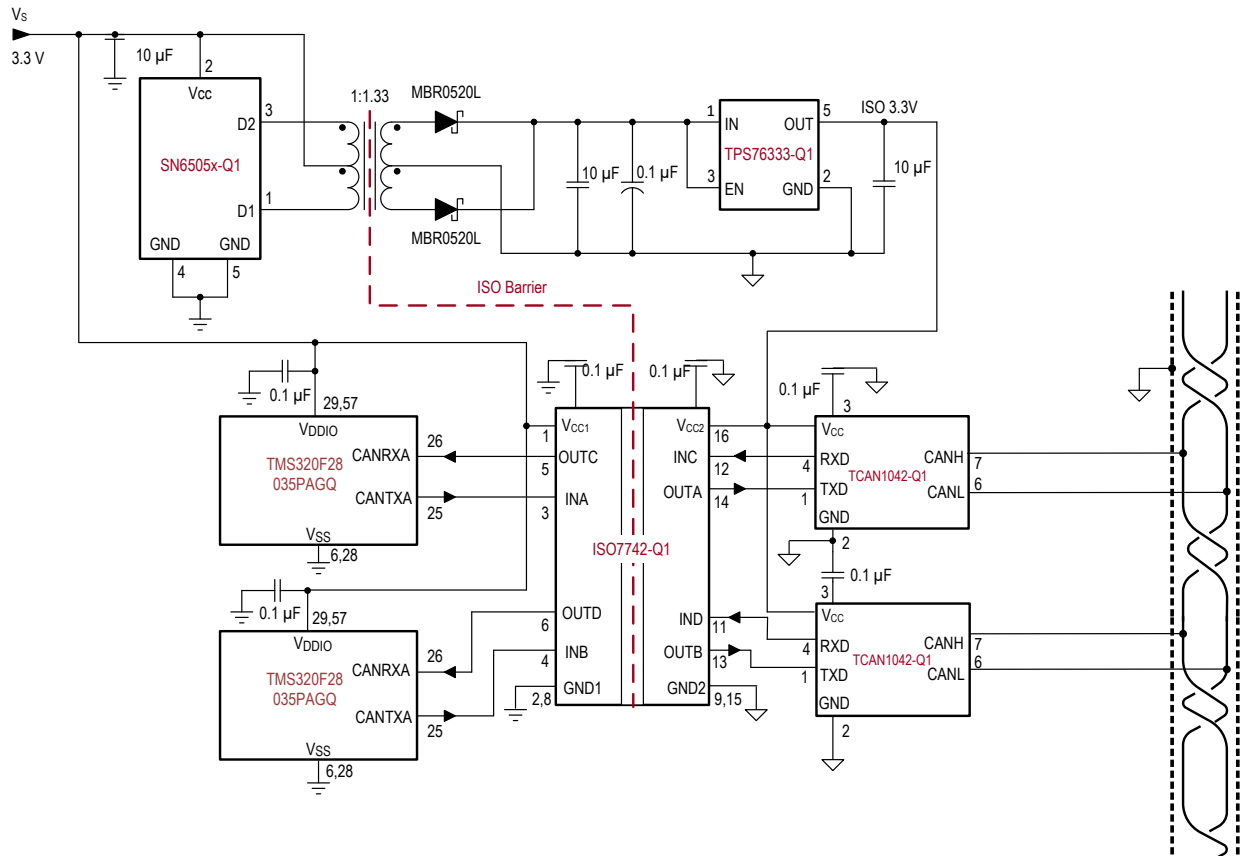 VS
3.3 V
10 µF
2
Vcc
3
D2
SN6505x-Q1
D1
1
GND
GND
4
5
1:1.33
MBR0520L
MBR0520L
10 µF
0.1 µF
1
IN
OUT
5
TPS76333-Q1
3
EN
GND
2
ISO 3.3V
10 µF
ISO Barrier
0.1 µF
29,57
VDDIO
CANRXA
26
TMS320F28
035PAGQ
CANTXA
25
VSS
6,28
0.1 µF
29,57
VDDIO
CANRXA
26
TMS320F28
035PAGQ
CANTXA
25
VSS
6,28
0.1 µF
0.1 µF
VCC1
1
OUTC
5
INA
3
ISO7742-Q1
OUTD
6
INB
4
GND1
2,8
VCC2
16
INC
12
OUTA
14
IND
11
OUTB
13
GND2
9,15
0.1 µF
3
VCC
RXD
4
TXD
1
GND
2
TCAN1042-Q1
CANH
7
CANL
6
0.1 µF
3
VCC
RXD
4
TXD
1
GND
2
TCAN1042-Q1
CANH
7
CANL
6